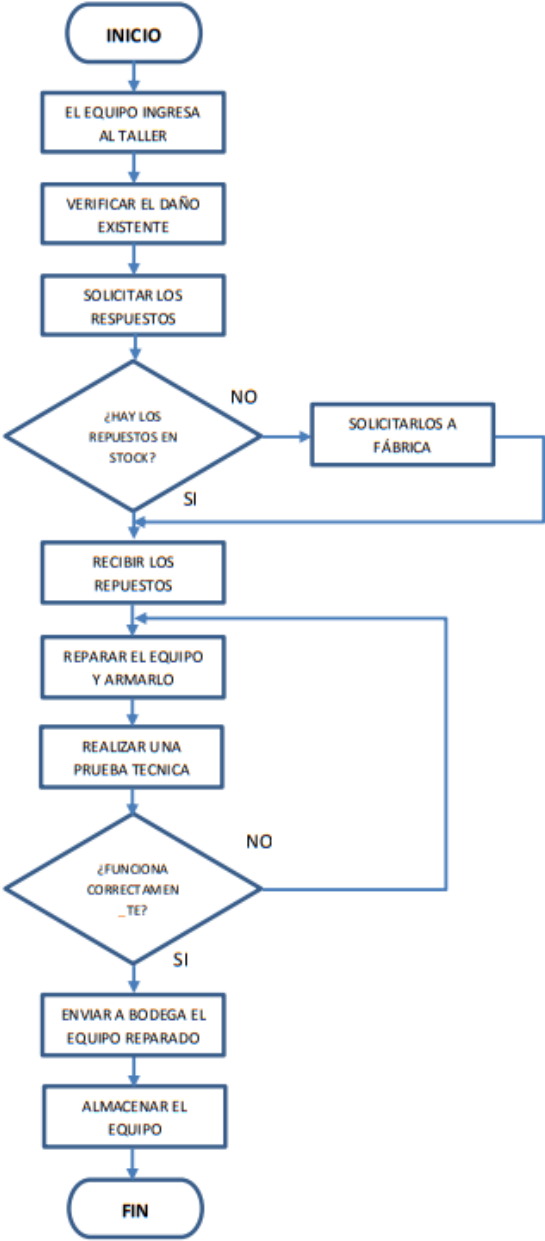 INICIO
EL EQUIPO INGRESA
AL TALLER
VERIFICAR EL DAÑO
EXISTENTE
SOLICITAR LOS
RESPUESTOS
¿HAY LOS
REPUESTOS EN
STOCK?
NO
SOLICITARLOS A
FÁBRICA
SI
RECIBIR LOS
REPUESTOS
REPARAR EL EQUIPO
Y ARMARLO
REALIZAR UNA
PRUEBA TECNICA
¿FUNCIONA
CORRECTAMEN
_TE?
NO
SI
ENVIAR A BODEGA EL
EQUIPO REPARADO
ALMACENAR EL
EQUIPO
FIN